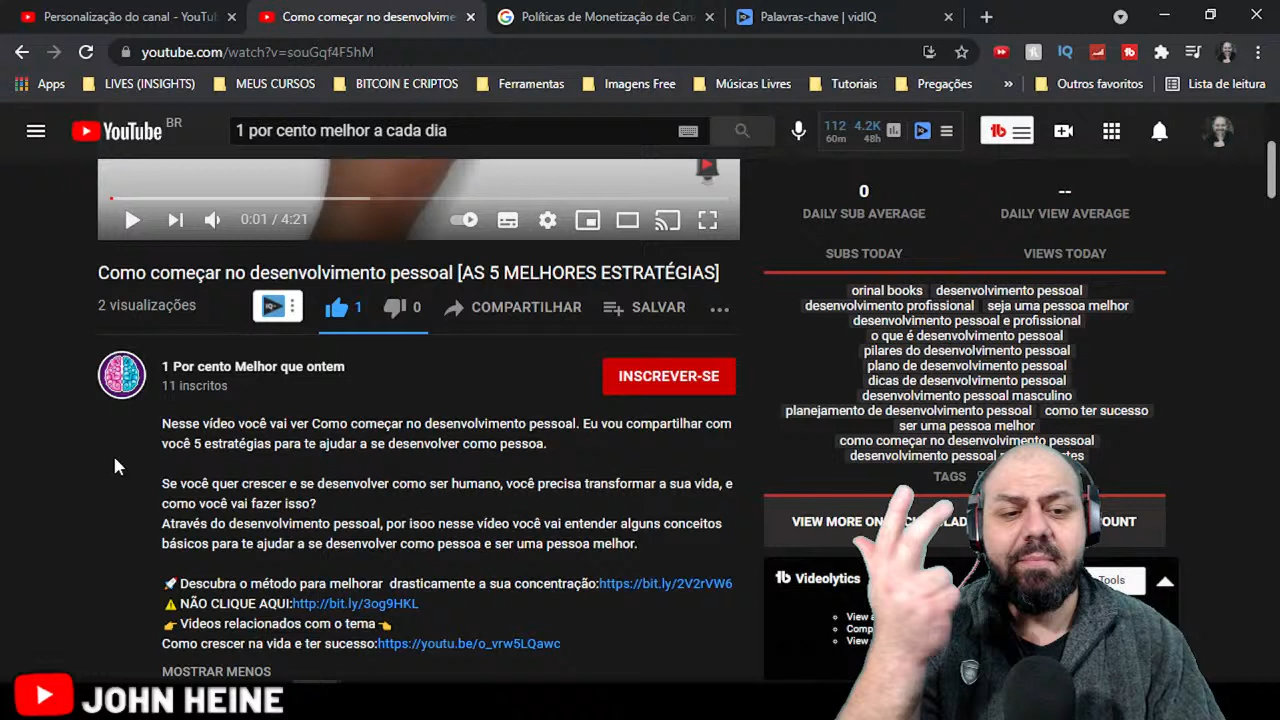 Personalização do canal - YouTu
Como começar no desenvolvime
Políticas de Monetização de Can
Palavras-chave | vidIQ
youtube.com/watch?v=souGqf4F5hM
Apps
LIVES (INSIGHTS)
MEUS CURSOS
BITCOIN E CRIPTOS
Ferramentas
Imagens Free
Músicas Livres
Tutoriais
Pregações
»
Outros favoritos
Lista de leitura
YouTube BR
1 por cento melhor a cada dia
112 4.2K
60m 48h
0:01 / 4:21
0 --
DAILY SUB AVERAGE DAILY VIEW AVERAGE
SUBS TODAY VIEWS TODAY
Como começar no desenvolvimento pessoal [AS 5 MELHORES ESTRATÉGIAS]
2 visualizações
1
0
COMPARTILHAR
SALVAR
1 Por cento Melhor que ontem
11 inscritos
INSCREVER-SE
Nesse vídeo você vai ver Como começar no desenvolvimento pessoal. Eu vou compartilhar com
você 5 estratégias para te ajudar a se desenvolver como pessoa.
Se você quer crescer e se desenvolver como ser humano, você precisa transformar a sua vida, e
como você vai fazer isso?
Através do desenvolvimento pessoal, por isoo nesse vídeo você vai entender alguns conceitos
básicos para te ajudar a se desenvolver como pessoa e ser uma pessoa melhor.
🚀 Descubra o método para melhorar drasticamente a sua concentração:https://bit.ly/2V2rVW6
⚠ NÃO CLIQUE AQUI:http://bit.ly/3og9HKL
👉 Videos relacionados com o tema 👈
Como crescer na vida e ter sucesso:https://youtu.be/o_vrw5LQawc
MOSTRAR MENOS
orinal books desenvolvimento pessoal
desenvolvimento profissional seja uma pessoa melhor
desenvolvimento pessoal e profissional
o que é desenvolvimento pessoal
pilares do desenvolvimento pessoal
plano de desenvolvimento pessoal
dicas de desenvolvimento pessoal
desenvolvimento pessoal masculino
planejamento de desenvolvimento pessoal como ter sucesso
ser uma pessoa melhor
como começar no desenvolvimento pessoal
desenvolvimento pessoal
TAGS
VIEW MORE ON
Videolytics
Tools
View
View
JOHN HEINE